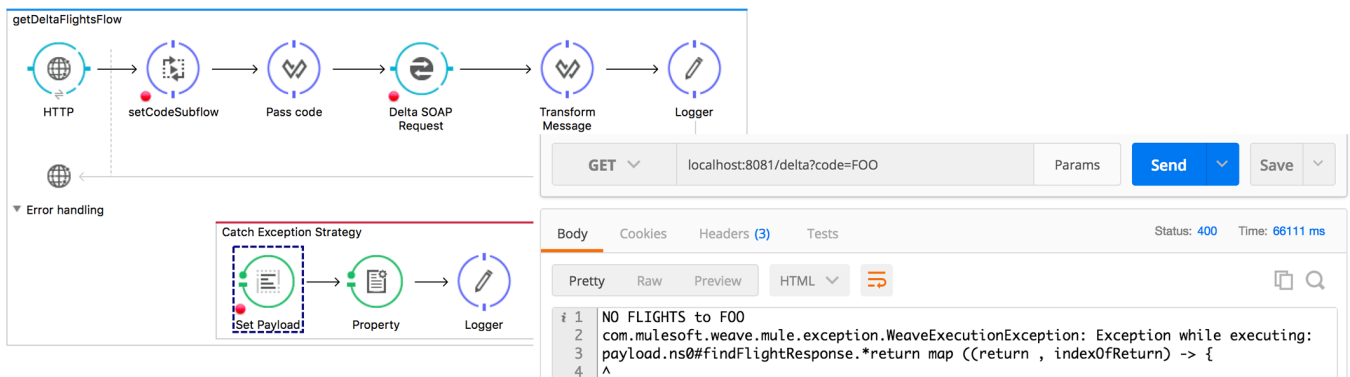 getDeltaFlightsFlow
HTTP
setCodeSubflow
Pass code
Delta SOAP
Request
Transform
Message
Logger
Error handling
Catch Exception Strategy
Set Payload
Property
Logger
GET
localhost:8081/delta?code=FOO
Params
Send
Save
Body
Cookies
Headers (3)
Tests
Status: 400
Time: 66111 ms
Pretty
Raw
Preview
HTML
i 1 NO FLIGHTS to FOO
2 com.mulesoft.weave.mule.exception.WeaveExecutionException: Exception while executing:
3 payload.ns0#findFlightResponse.*return map ((return , indexOfReturn) -> {
4 ^